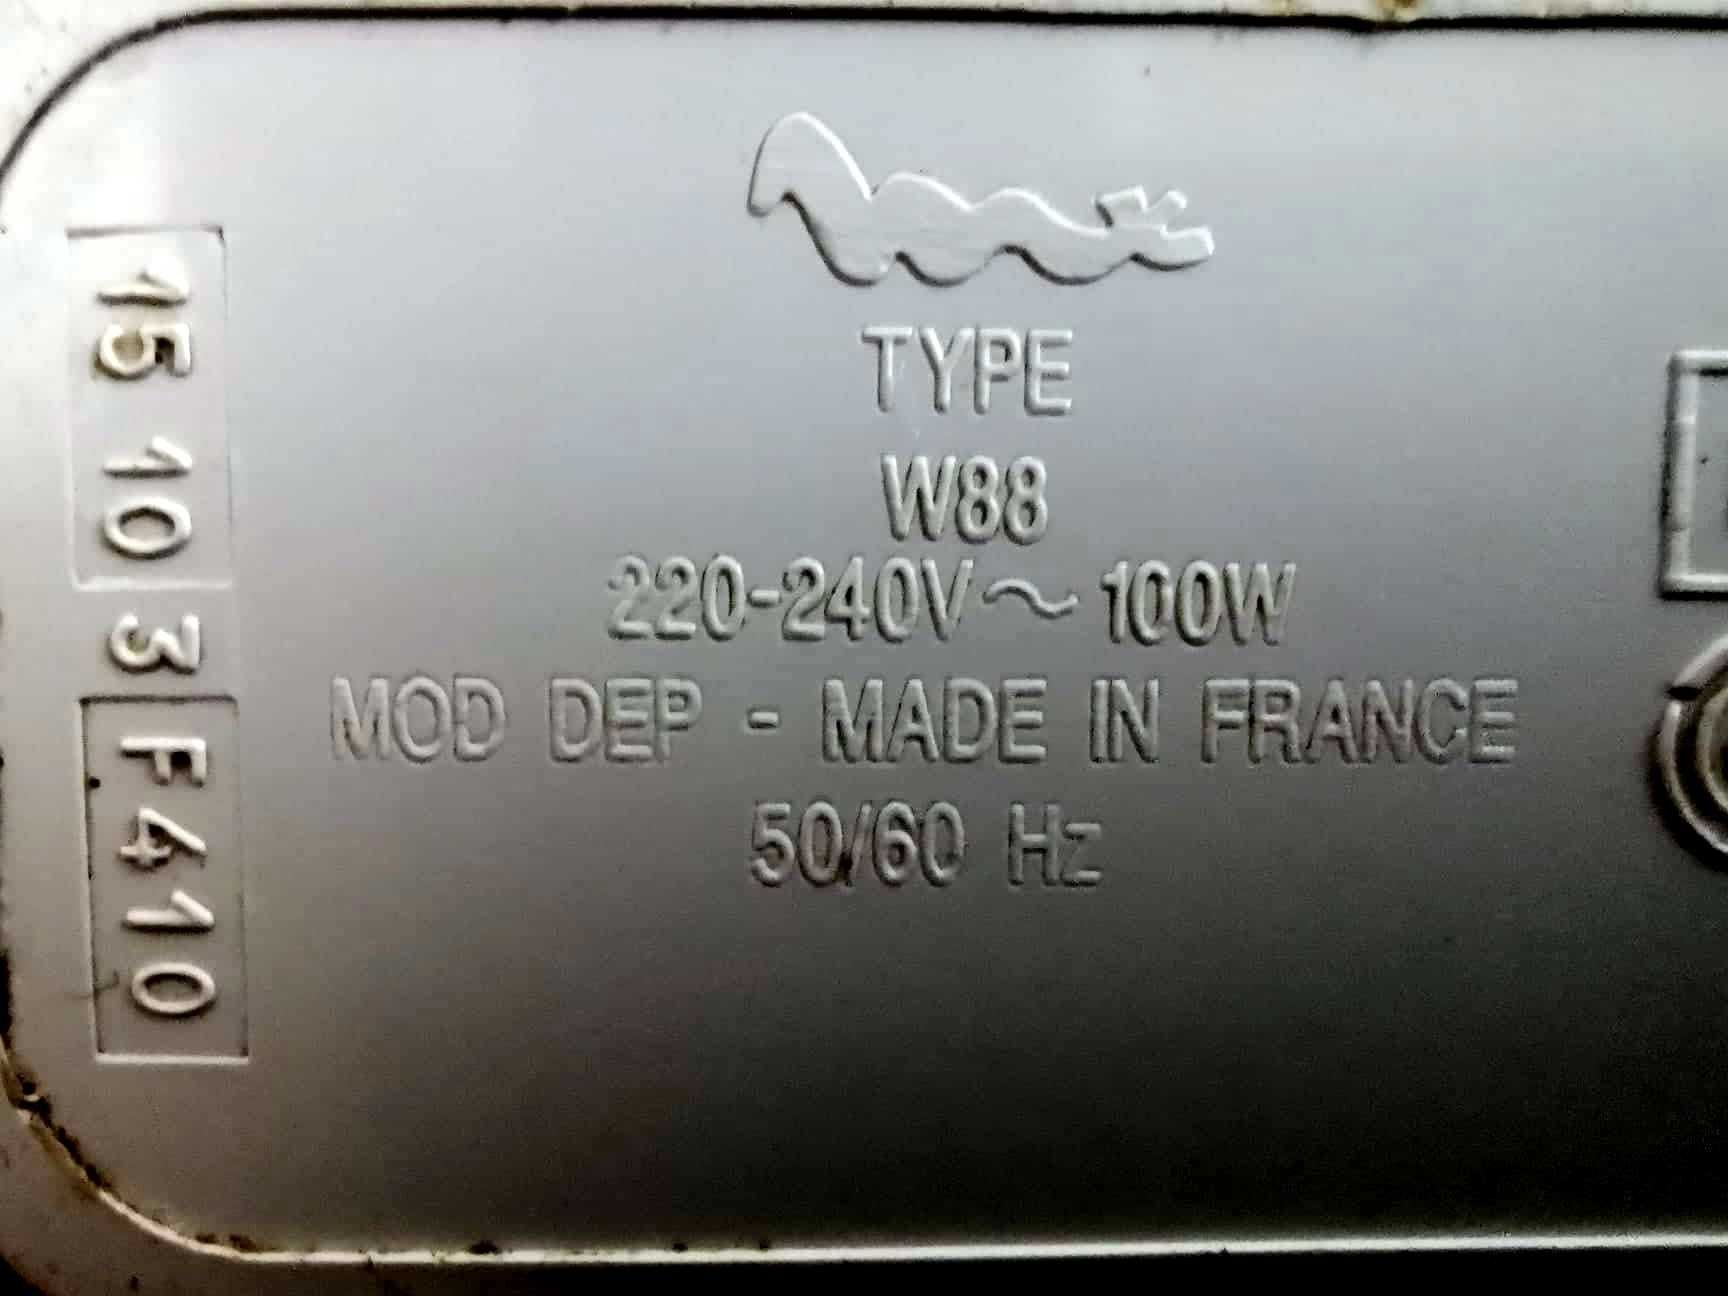 TYPE
W88
220-240V~ 100W
MOD DEP - MADE IN FRANCE
50/60 Hz
15 10 3 F410